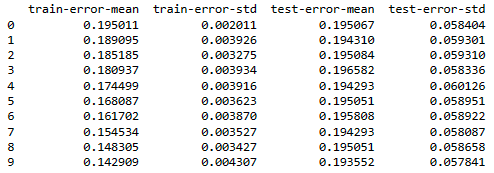 train-error-mean train-error-std test-error-mean test-error-std
0 0.195011 0.002011 0.195067 0.058404
1 0.189095 0.003926 0.194310 0.059301
2 0.185185 0.003275 0.195084 0.059310
3 0.180937 0.003934 0.196582 0.058336
4 0.174499 0.003916 0.194293 0.060126
5 0.168087 0.003623 0.195051 0.058951
6 0.161702 0.003870 0.195808 0.058922
7 0.154534 0.003527 0.194293 0.058087
8 0.148305 0.003427 0.195051 0.058658
9 0.142909 0.004307 0.193552 0.057841